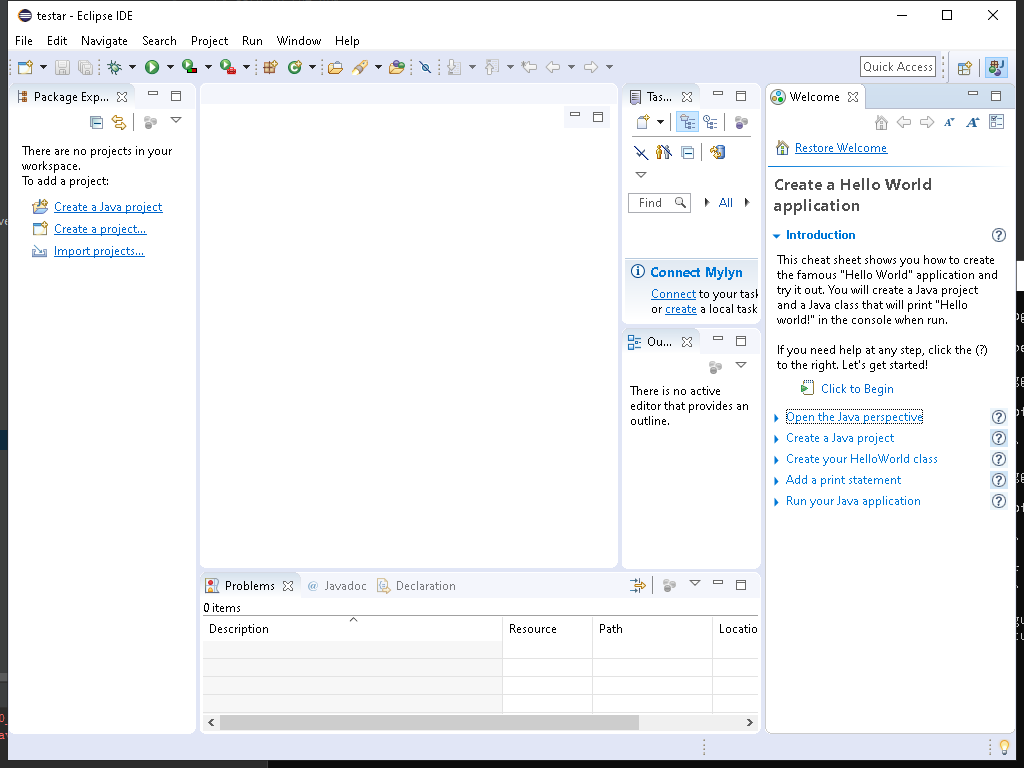 testar - Eclipse IDE
File Edit Navigate Search Project Run Window Help
Quick Access
Package Exp...
There are no projects in your
workspace.
To add a project:
Create a Java project
Create a project...
Import projects...
Tas...
Find
All
Connect Mylyn
Connect to your task
or create a local task
Ou...
There is no active
editor that provides an
outline.
Welcome
Restore Welcome
Create a Hello World
application
Introduction
This cheat sheet shows you how to create
the famous "Hello World" application and
try it out. You will create a Java project
and a Java class that will print "Hello
world!" in the console when run.
If you need help at any step, click the (?)
to the right. Let's get started!
Click to Begin
Open the Java perspective
Create a Java project
Create your HelloWorld class
Add a print statement
Run your Java application
Problems @ Javadoc Declaration
0 items
Description Resource Path Locatio